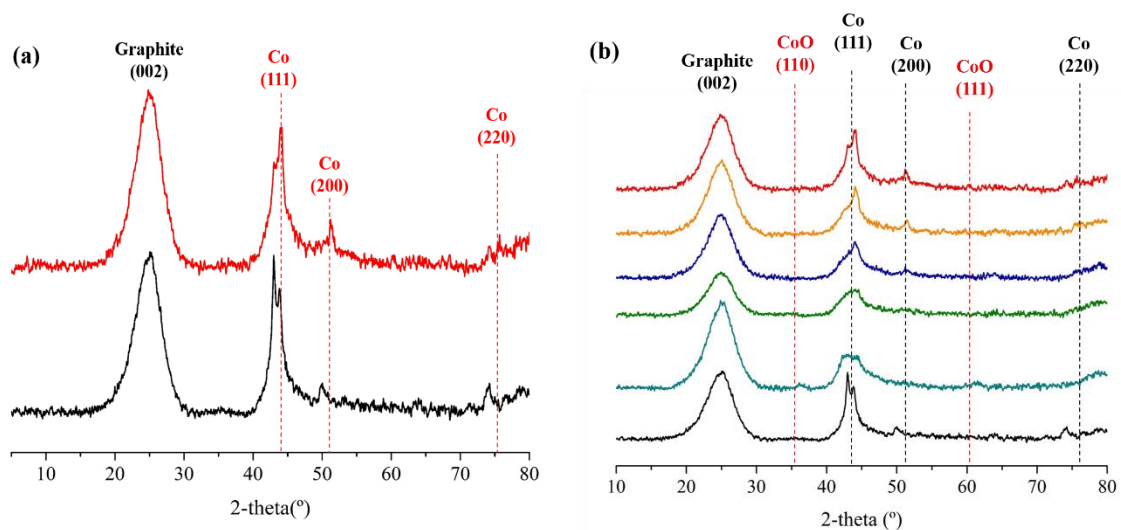 (a)
Graphite
(002)
Co
(111)
Co
(200)
Co
(220)
5 10 20 30 40 50 60 70 80
2-theta(º)
(b)
Graphite
(002)
CoO
(110)
Co
(111)
Co
(200)
CoO
(111)
Co
(220)
10 20 30 40 50 60 70 80
2-theta (º)